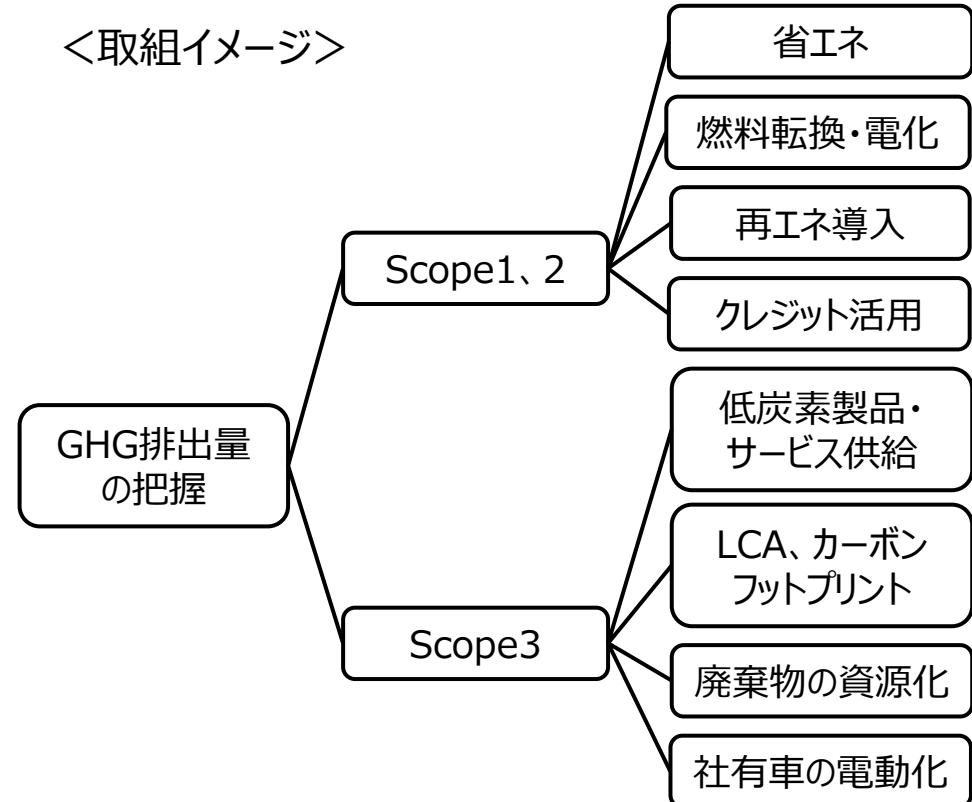 ＜取組イメージ＞
GHG排出量
の把握
Scope1、2
省エネ
燃料転換・電化
再エネ導入
クレジット活用
Scope3
低炭素製品・
サービス供給
LCA、カーボン
フットプリント
廃棄物の資源化
社有車の電動化